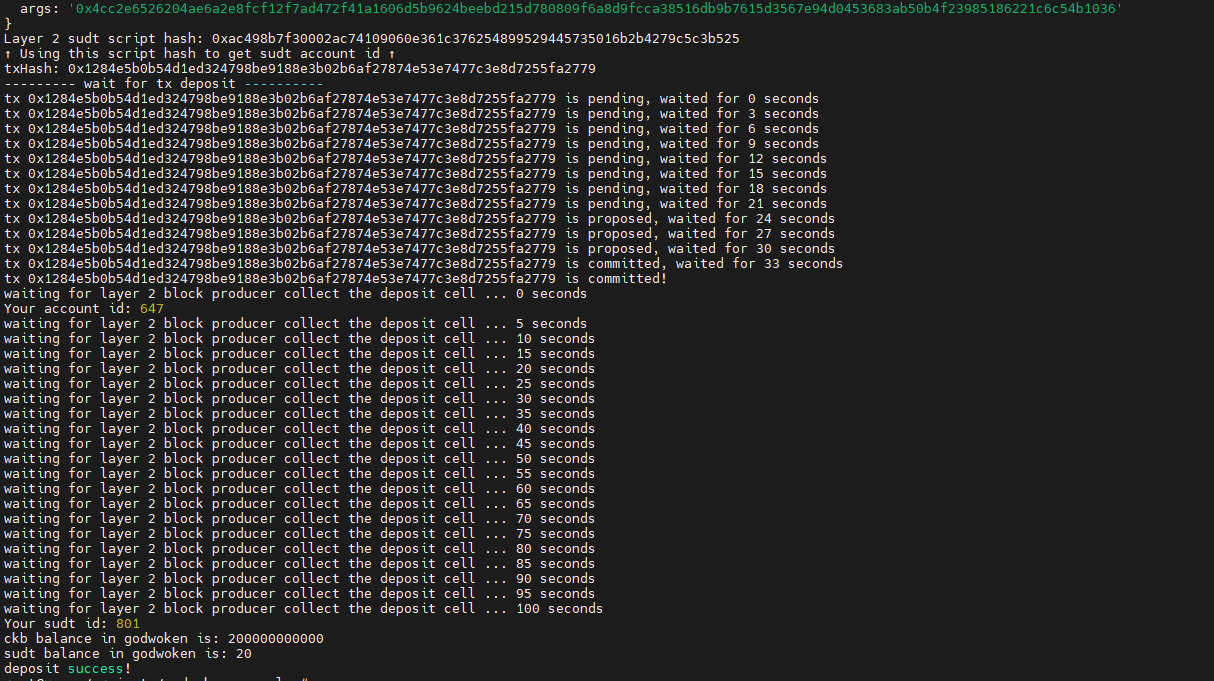 args: '0x4cc2e6526204ae6a2e8fcf12f7ad472f41a1606d5b9624beebd215d780809f6a8d9fcca38516db9b7615d3567e94d0453683ab50b4f23985186221c6c54b1036'
}
Layer 2 sudt script hash: 0xac498b7f30002ac74109060e361c376254899529445735016b2b4279c5c3b525
↑ Using this script hash to get sudt account id ↑
txHash: 0x1284e5b0b54d1ed324798be9188e3b02b6af27874e53e7477c3e8d7255fa2779
--------- wait for tx deposit ----------
tx 0x1284e5b0b54d1ed324798be9188e3b02b6af27874e53e7477c3e8d7255fa2779 is pending, waited for 0 seconds
tx 0x1284e5b0b54d1ed324798be9188e3b02b6af27874e53e7477c3e8d7255fa2779 is pending, waited for 3 seconds
tx 0x1284e5b0b54d1ed324798be9188e3b02b6af27874e53e7477c3e8d7255fa2779 is pending, waited for 6 seconds
tx 0x1284e5b0b54d1ed324798be9188e3b02b6af27874e53e7477c3e8d7255fa2779 is pending, waited for 9 seconds
tx 0x1284e5b0b54d1ed324798be9188e3b02b6af27874e53e7477c3e8d7255fa2779 is pending, waited for 12 seconds
tx 0x1284e5b0b54d1ed324798be9188e3b02b6af27874e53e7477c3e8d7255fa2779 is pending, waited for 15 seconds
tx 0x1284e5b0b54d1ed324798be9188e3b02b6af27874e53e7477c3e8d7255fa2779 is pending, waited for 18 seconds
tx 0x1284e5b0b54d1ed324798be9188e3b02b6af27874e53e7477c3e8d7255fa2779 is pending, waited for 21 seconds
tx 0x1284e5b0b54d1ed324798be9188e3b02b6af27874e53e7477c3e8d7255fa2779 is proposed, waited for 24 seconds
tx 0x1284e5b0b54d1ed324798be9188e3b02b6af27874e53e7477c3e8d7255fa2779 is proposed, waited for 27 seconds
tx 0x1284e5b0b54d1ed324798be9188e3b02b6af27874e53e7477c3e8d7255fa2779 is proposed, waited for 30 seconds
tx 0x1284e5b0b54d1ed324798be9188e3b02b6af27874e53e7477c3e8d7255fa2779 is committed, waited for 33 seconds
tx 0x1284e5b0b54d1ed324798be9188e3b02b6af27874e53e7477c3e8d7255fa2779 is committed!
waiting for layer 2 block producer collect the deposit cell ... 0 seconds
Your account id: 647
waiting for layer 2 block producer collect the deposit cell ... 5 seconds
waiting for layer 2 block producer collect the deposit cell ... 10 seconds
waiting for layer 2 block producer collect the deposit cell ... 15 seconds
waiting for layer 2 block producer collect the deposit cell ... 20 seconds
waiting for layer 2 block producer collect the deposit cell ... 25 seconds
waiting for layer 2 block producer collect the deposit cell ... 30 seconds
waiting for layer 2 block producer collect the deposit cell ... 35 seconds
waiting for layer 2 block producer collect the deposit cell ... 40 seconds
waiting for layer 2 block producer collect the deposit cell ... 45 seconds
waiting for layer 2 block producer collect the deposit cell ... 50 seconds
waiting for layer 2 block producer collect the deposit cell ... 55 seconds
waiting for layer 2 block producer collect the deposit cell ... 60 seconds
waiting for layer 2 block producer collect the deposit cell ... 65 seconds
waiting for layer 2 block producer collect the deposit cell ... 70 seconds
waiting for layer 2 block producer collect the deposit cell ... 75 seconds
waiting for layer 2 block producer collect the deposit cell ... 80 seconds
waiting for layer 2 block producer collect the deposit cell ... 85 seconds
waiting for layer 2 block producer collect the deposit cell ... 90 seconds
waiting for layer 2 block producer collect the deposit cell ... 95 seconds
waiting for layer 2 block producer collect the deposit cell ... 100 seconds
Your sudt id: 801
ckb balance in godwoken is: 200000000000
sudt balance in godwoken is: 20
deposit success!